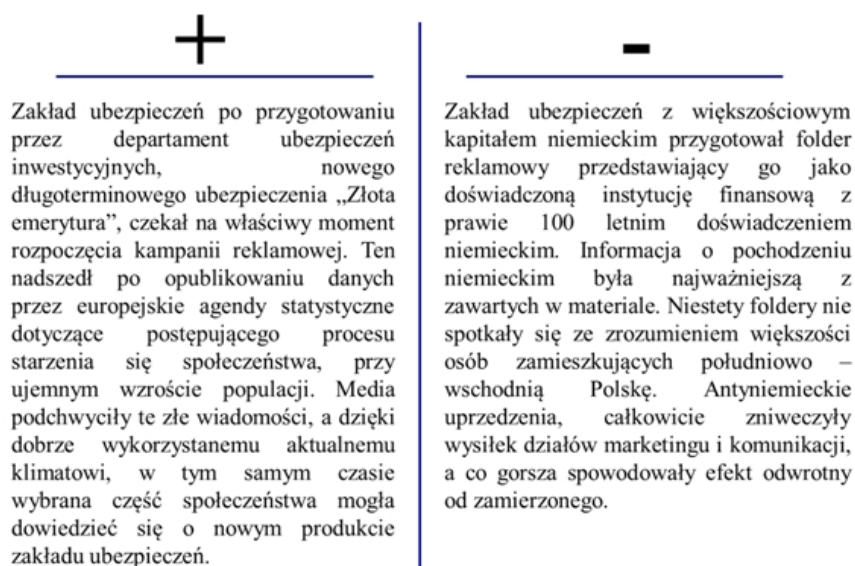 +
Zakład ubezpieczeń po przygotowaniu
przez departament ubezpieczeń
inwestycyjnych, nowego
długoterminowego ubezpieczenia „Złota
emerytura”, czekał na właściwy moment
rozpoczęcia kampanii reklamowej. Ten
nadszedł po opublikowaniu danych
przez europejskie agendy statystyczne
dotyczące postępującego procesu
starzenia się społeczeństwa, przy
ujemnym wzroście populacji. Media
podchwyciły te złe wiadomości, a dzięki
dobrze wykorzystanemu aktualnemu
klimatowi, w tym samym czasie
wybrana część społeczeństwa mogła
dowiedzieć się o nowym produkcie
zakładu ubezpieczeń.
-
Zakład ubezpieczeń z większościowym
kapitałem niemieckim przygotował folder
reklamowy przedstawiający go jako
doświadczoną instytucję finansową z
prawie 100 letnim doświadczeniem
niemieckim. Informacja o pochodzeniu
niemieckim była najważniejszą z
zawartych w materiale. Niestety foldery nie
spotkały się ze zrozumieniem większości
osób zamieszkujących południowo –
wschodnią Polskę. Antyniemieckie
uprzedzenia, całkowicie zniweczyły
wysiłek działów marketingu i komunikacji,
a co gorsza spowodowały efekt odwrotny
od zamierzonego.